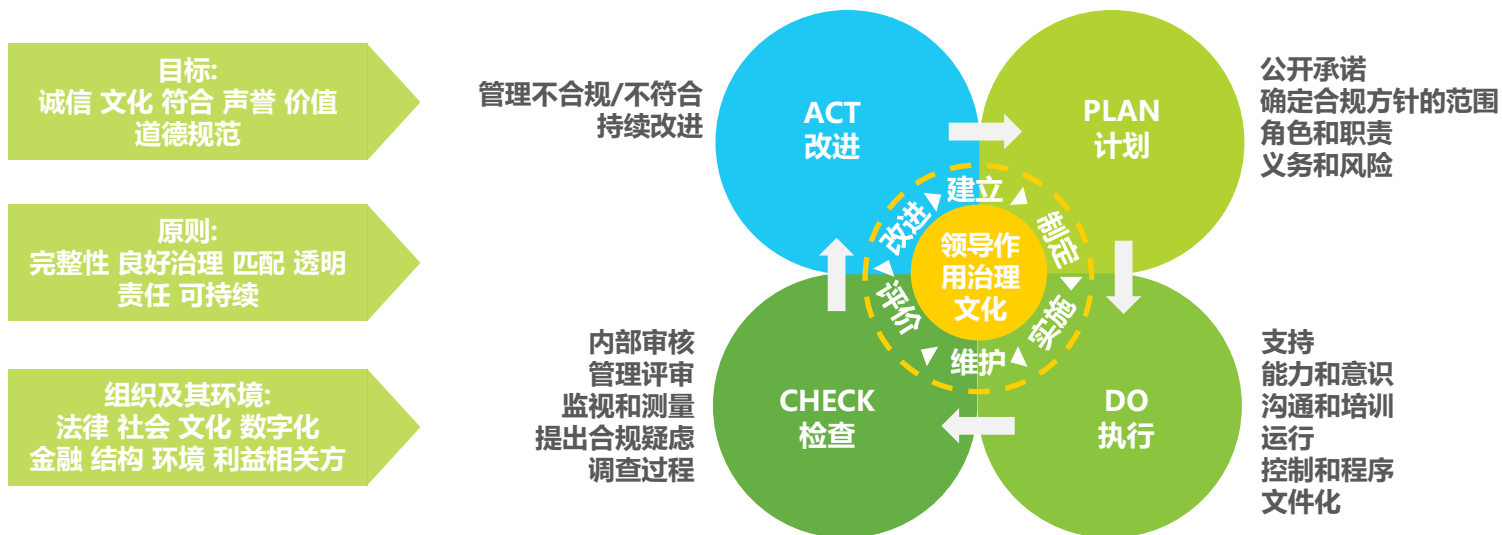 目标:
诚信 文化 符合 声誉 价值
道德规范
原则:
完整性 良好治理 匹配 透明
责任 可持续
组织及其环境:
法律 社会 文化 数字化
金融 结构 环境 利益相关方
管理不合规/不符合
持续改进
ACT
改进
PLAN
计划
公开承诺
确定合规方针的范围
角色和职责
义务和风险
建立
制定
实施
维护
评价
改进
领导作
用治理
文化
内部审核
管理评审
监视和测量
提出合规疑虑
调查过程
CHECK
检查
DO
执行
支持
能力和意识
沟通和培训
运行
控制和程序
文件化